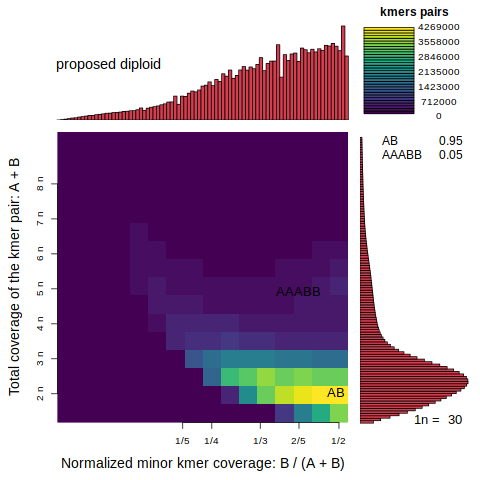 kmers pairs
4269000
3558000
2846000
2135000
1423000
712000
0
proposed diploid
AB 0.95
AAABB 0.05
Total coverage of the kmer pair: A + B
8 n
7 n
6 n
5 n
4 n
3 n
2 n
AAABB
AB
1n = 30
1/5 1/4 1/3 2/5 1/2
Normalized minor kmer coverage: B / (A + B)